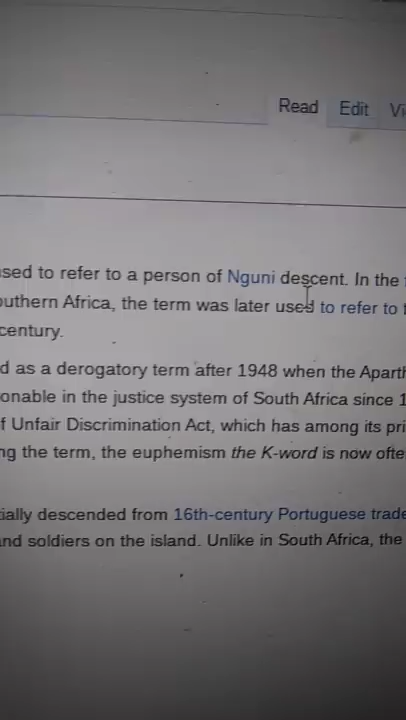 Read Edit
sed to refer to a person of Nguni descent. In the
outhern Africa, the term was later used to refer to
century.
d as a derogatory term after 1948 when the Aparth
onable in the justice system of South Africa since 1
f Unfair Discrimination Act, which has among its pri
ng the term, the euphemism the K-word is now ofte
tially descended from 16th-century Portuguese trade
and soldiers on the island. Unlike in South Africa, the